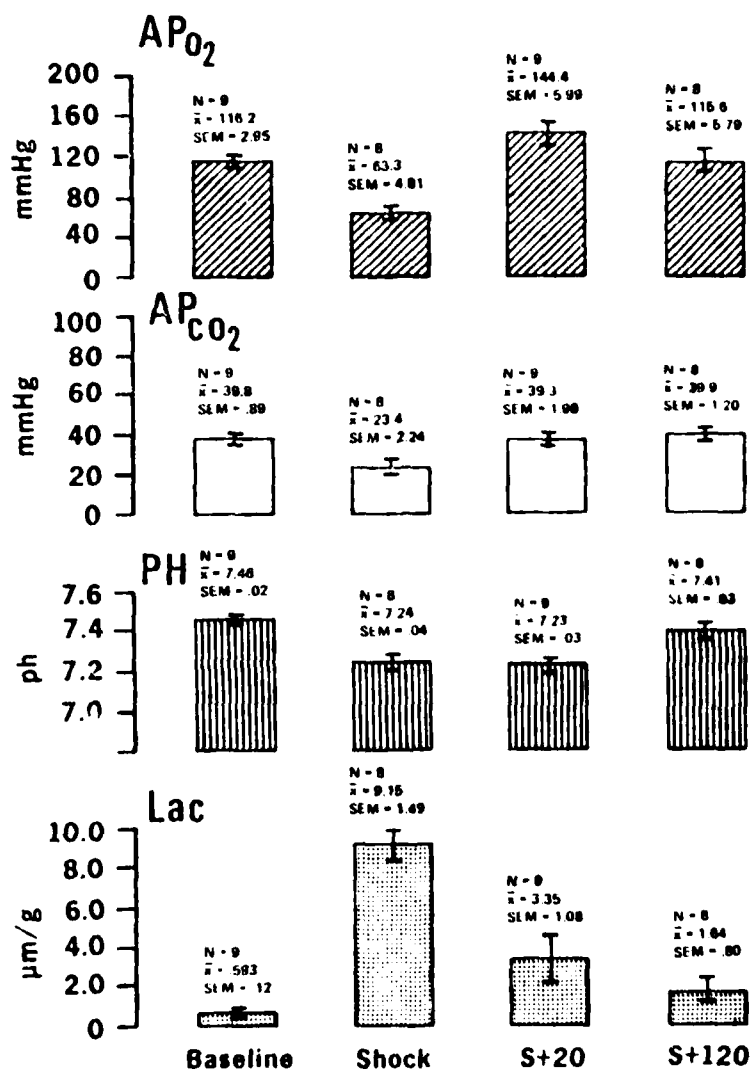 APO2
200
160
120
80
40
0
mmHg
N = 9
x̄ = 116.2
SEM = 2.95
N = 8
x̄ = 63.3
SEM = 4.81
N = 9
x̄ = 144.4
SEM = 5.99
N = 8
x̄ = 115.6
SEM = 5.79
APCO2
100
80
60
40
20
0
mmHg
N = 9
x̄ = 39.8
SEM = .89
N = 8
x̄ = 23.4
SEM = 2.24
N = 9
x̄ = 39.3
SEM = 1.98
N = 8
x̄ = 39.9
SEM = 1.20
PH
7.6
7.4
7.2
7.0
ph
N = 9
x̄ = 7.46
SEM = .02
N = 8
x̄ = 7.24
SEM = .04
N = 9
x̄ = 7.23
SEM = .03
N = 8
x̄ = 7.41
SEM =
Lac
10.0
8.0
6.0
4.0
2.0
0
µm/g
N = 9
x̄ = .593
SEM = .12
N = 8
x̄ = 9.15
SEM = 1.49
N = 9
x̄ = 3.35
SEM = 1.08
N = 8
x̄ = 1.64
SEM = .80
Baseline
Shock
S+20
S+120